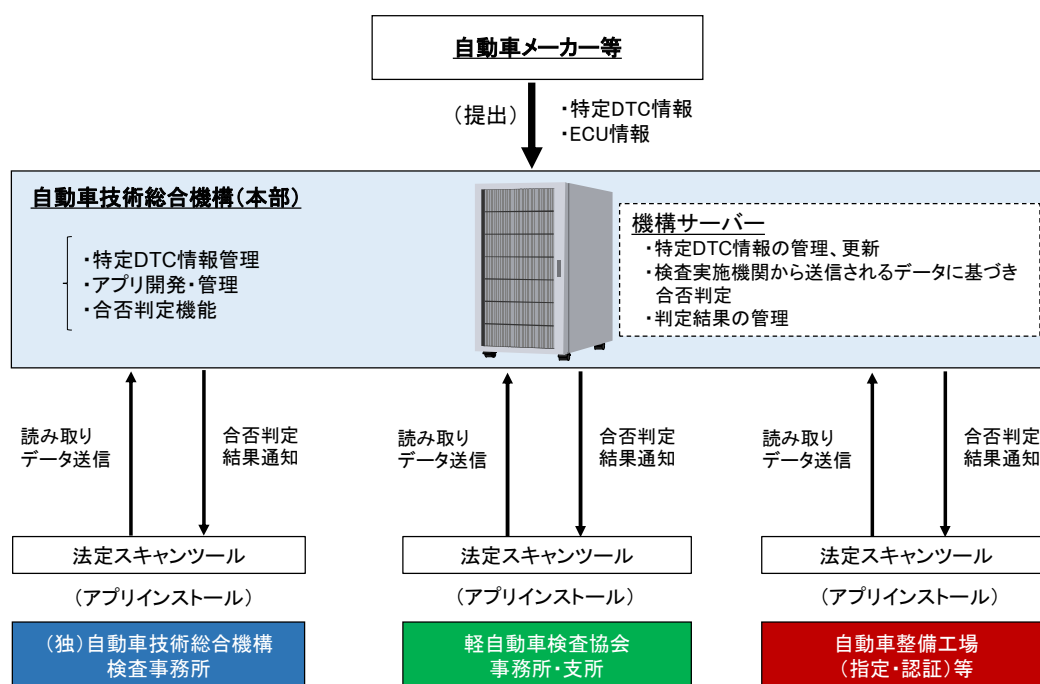 自動車メーカー等
（提出）
・特定DTC情報
・ECU情報
自動車技術総合機構（本部）
・特定DTC情報管理
・アプリ開発・管理
・合否判定機能
機構サーバー
・特定DTC情報の管理、更新
・検査実施機関から送信されるデータに基づき
合否判定
・判定結果の管理
読み取り
データ送信
合否判定
結果通知
読み取り
データ送信
合否判定
結果通知
読み取り
データ送信
合否判定
結果通知
法定スキャンツール
法定スキャンツール
法定スキャンツール
（アプリインストール）
（アプリインストール）
（アプリインストール）
（独）自動車技術総合機構
検査事務所
軽自動車検査協会
事務所・支所
自動車整備工場
（指定・認証）等